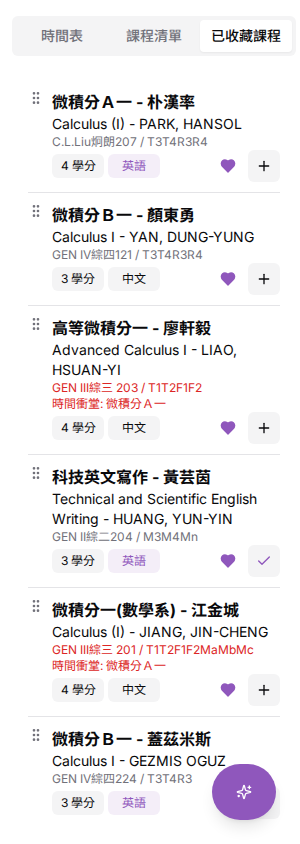 時間表 課程清單 已收藏課程
微積分A一 - 朴漢率
Calculus (I) - PARK, HANSOL
C.L.Liu炯朗207 / T3T4R3R4
4 學分 英語
微積分B一 - 顏東勇
Calculus I - YAN, DUNG-YUNG
GEN IV綜四121 / T3T4R3R4
3 學分 中文
高等微積分一 - 廖軒毅
Advanced Calculus I - LIAO,
HSUAN-YI
GEN III綜三 203 / T1T2F1F2
時間衝堂: 微積分A一
4 學分 中文
科技英文寫作 - 黃芸茵
Technical and Scientific English
Writing - HUANG, YUN-YIN
GEN II綜二204 / M3M4Mn
3 學分 英語
微積分一(數學系) - 江金城
Calculus (I) - JIANG, JIN-CHENG
GEN III綜三 201 / T1T2F1F2MaMbMc
時間衝堂: 微積分A一
4 學分 中文
微積分B一 - 蓋茲米斯
Calculus I - GEZMIS OGUZ
GEN IV綜四224 / T3T4R3
3 學分 英語